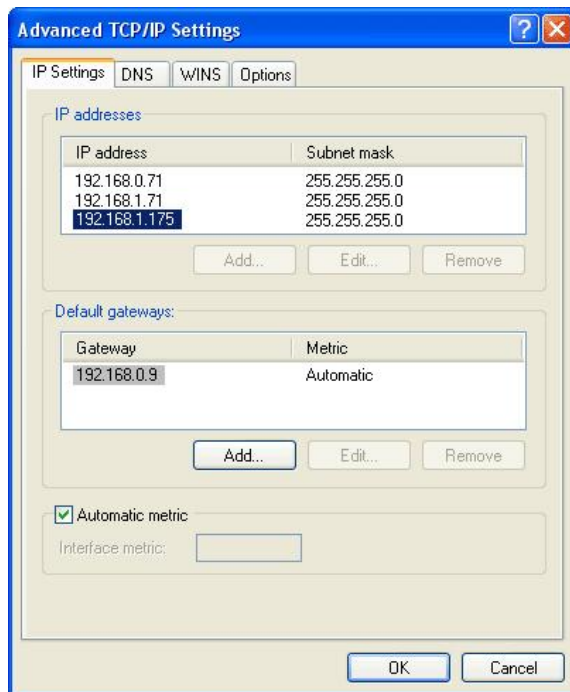 Advanced TCP/IP Settings
IP Settings DNS WINS Options
IP addresses
IP address Subnet mask
192.168.0.71 255.255.255.0
192.168.1.71 255.255.255.0
192.168.1.175 255.255.255.0
Add... Edit... Remove
Default gateways:
Gateway Metric
192.168.0.9 Automatic
Add... Edit... Remove
Automatic metric
Interface metric:
OK Cancel